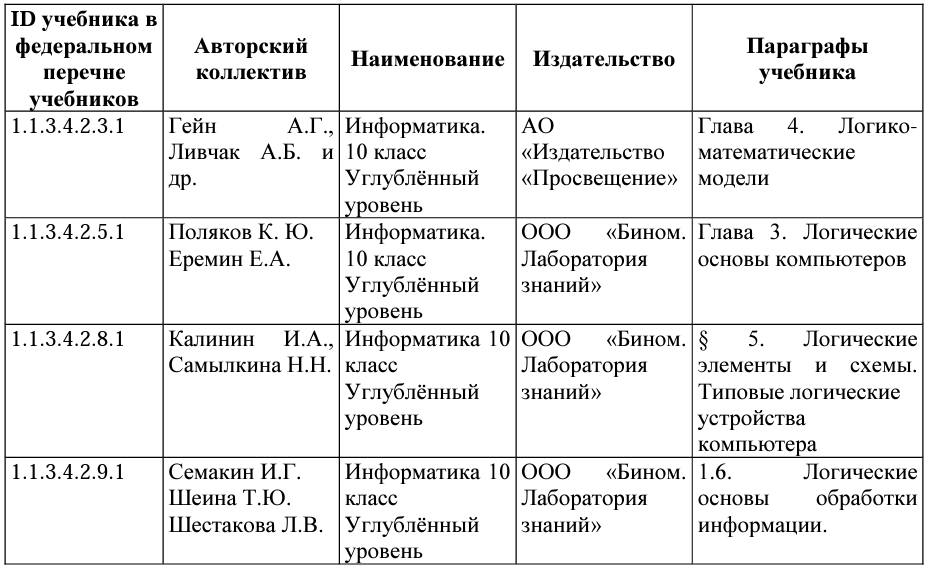 ID учебника в
федеральном
перечне
учебников
Авторский
коллектив
Наименование
Издательство
Параграфы
учебника
1.1.3.4.2.3.1
Гейн А.Г.,
Ливчак А.Б. и
др.
Информатика.
10 класс
Углублённый
уровень
АО
«Издательство
«Просвещение»
Глава 4. Логико-
математические
модели
1.1.3.4.2.5.1
Поляков К. Ю.
Еремин Е.А.
Информатика.
10 класс
Углублённый
уровень
ООО «Бином.
Лаборатория
знаний»
Глава 3. Логические
основы компьютеров
1.1.3.4.2.8.1
Калинин И.А.,
Самылкина Н.Н.
Информатика 10
класс
Углублённый
уровень
ООО «Бином.
Лаборатория
знаний»
§ 5. Логические
элементы и схемы.
Типовые логические
устройства
компьютера
1.1.3.4.2.9.1
Семакин И.Г.
Шеина Т.Ю.
Шестакова Л.В.
Информатика 10
класс
Углублённый
уровень
ООО «Бином.
Лаборатория
знаний»
1.6. Логические
основы обработки
информации.